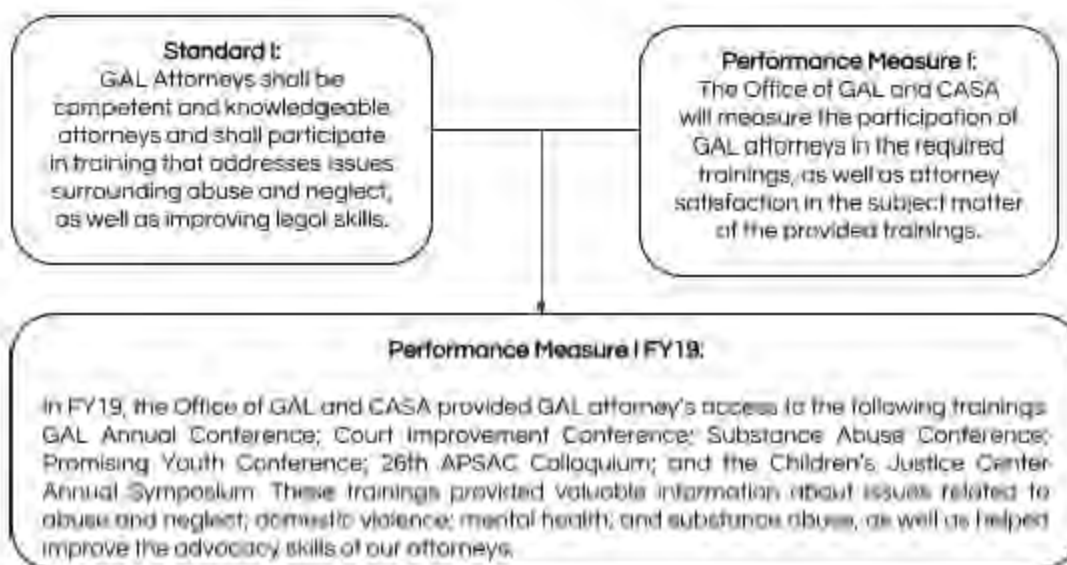 Standard I:
GAL Attorneys shall be
competent and knowledgeable
attorneys and shall participate
in training that addresses issues
surrounding abuse and neglect,
as well as improving legal skills.
Performance Measure I:
The Office of GAL and CASA
will measure the participation of
GAL attorneys in the required
trainings, as well as attorney
satisfaction in the subject matter
of the provided trainings.
Performance Measure I FY19:
In FY19, the Office of GAL and CASA provided GAL attorney's access to the following trainings:
GAL Annual Conference; Court Improvement Conference; Substance Abuse Conference;
Promising Youth Conference; 26th APSAC Colloquium; and the Children's Justice Center
Annual Symposium. These trainings provided valuable information about issues related to
abuse and neglect; domestic violence; mental health; and substance abuse, as well as helped
improve the advocacy skills of our attorneys.